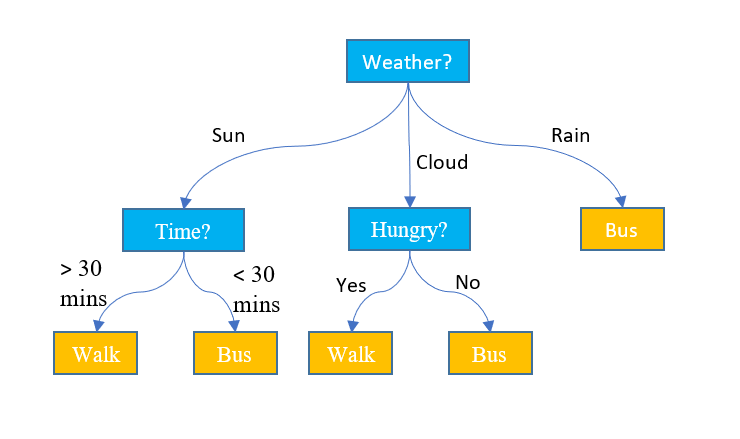 Weather?
Sun
Cloud
Rain
Time?
Hungry?
Bus
> 30
mins
< 30
mins
Yes
No
Walk
Bus
Walk
Bus